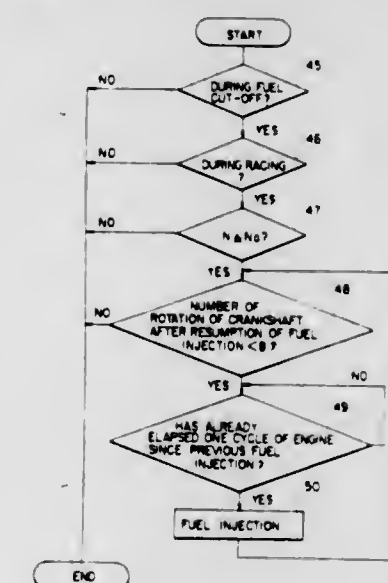 START
45
DURING FUEL
CUT-OFF?
NO
YES
46
DURING RACING
?
NO
YES
47
NO
YES
48
NUMBER OF
ROTATION OF CRANKSHAFT
AFTER RESUMPTION OF FUEL
INJECTION < 8 ?
NO
YES
NO
49
HAS ALREADY
ELAPSED ONE CYCLE OF ENGINE
SINCE PREVIOUS FUEL
INJECTION ?
YES
50
FUEL INJECTION
END